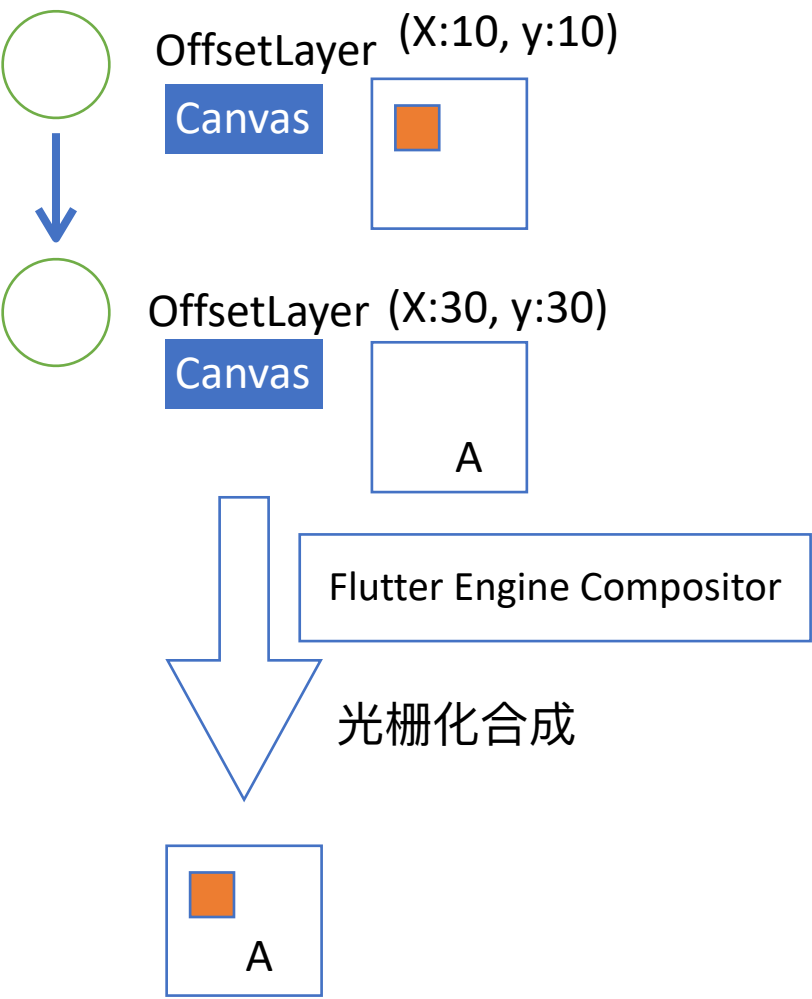 OffsetLayer (X:10, y:10)
Canvas
OffsetLayer (X:30, y:30)
Canvas
A
Flutter Engine Compositor
光栅化合成
A